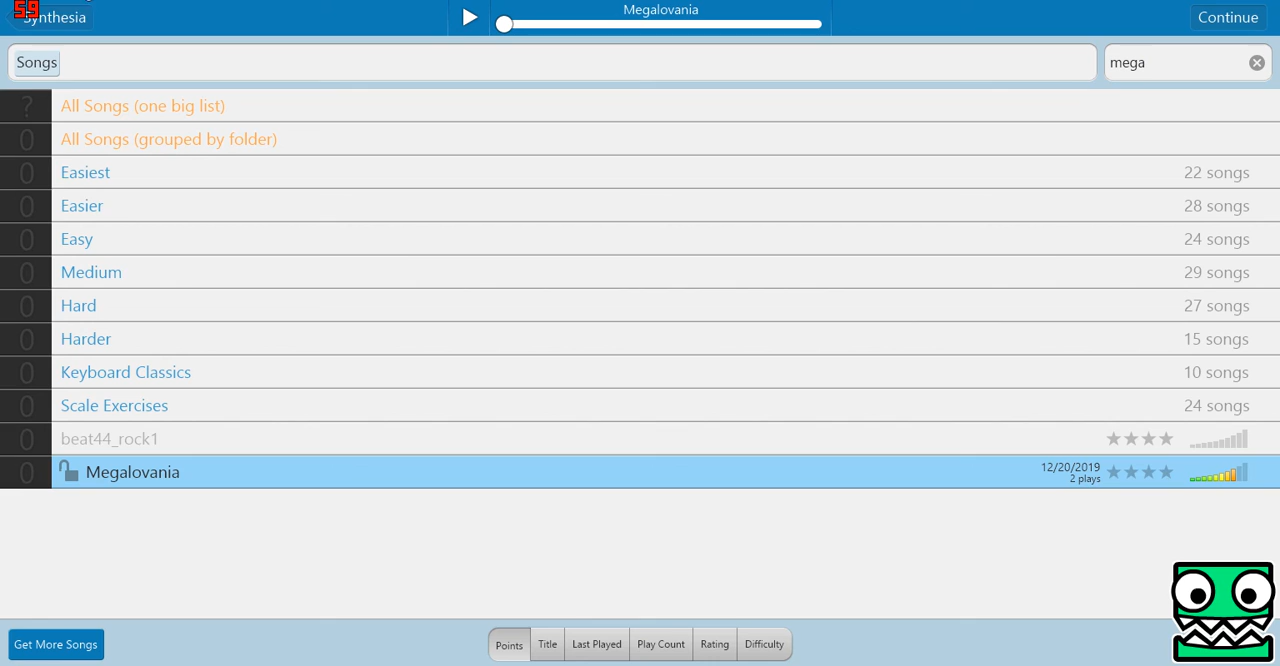 59
Synthesia
Megalovania
Continue
Songs
mega
? All Songs (one big list)
0 All Songs (grouped by folder)
0 Easiest 22 songs
0 Easier 28 songs
0 Easy 24 songs
0 Medium 29 songs
0 Hard 27 songs
0 Harder 15 songs
0 Keyboard Classics 10 songs
0 Scale Exercises 24 songs
0 beat44_rock1
0 Megalovania 12/20/2019
2 plays
Get More Songs
Points Title Last Played Play Count Rating Difficulty